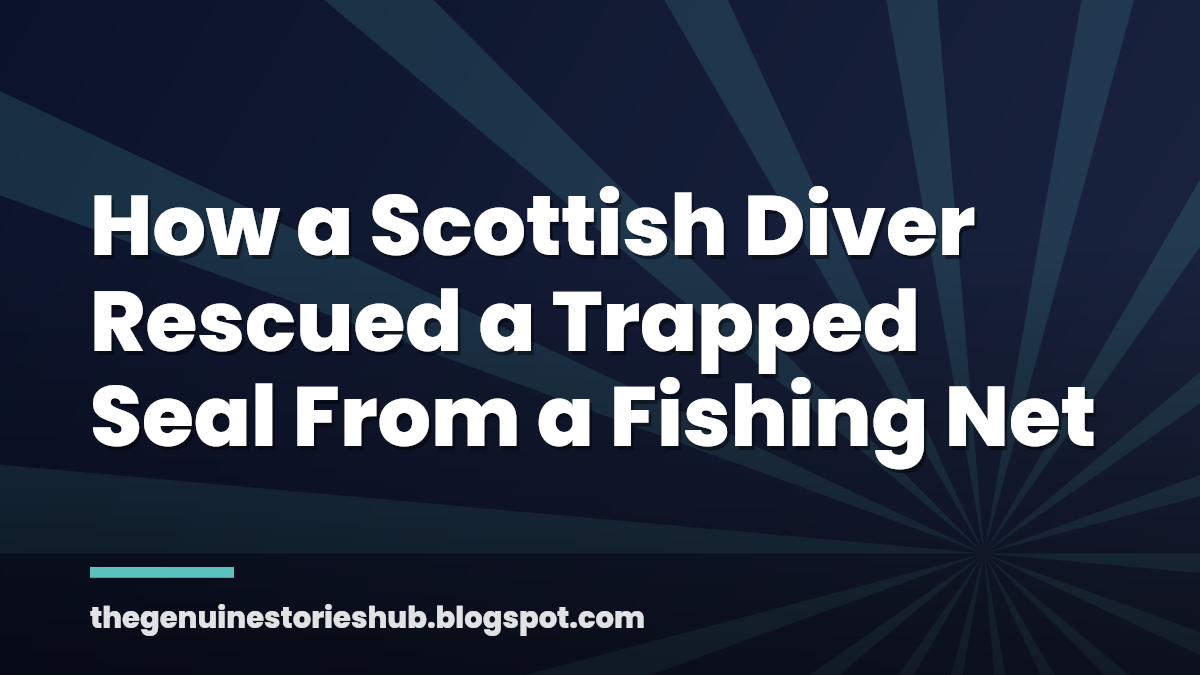 How a Scottish Diver
Rescued a Trapped
Seal From a Fishing Net
thegenuinestorieshub.blogspot.com